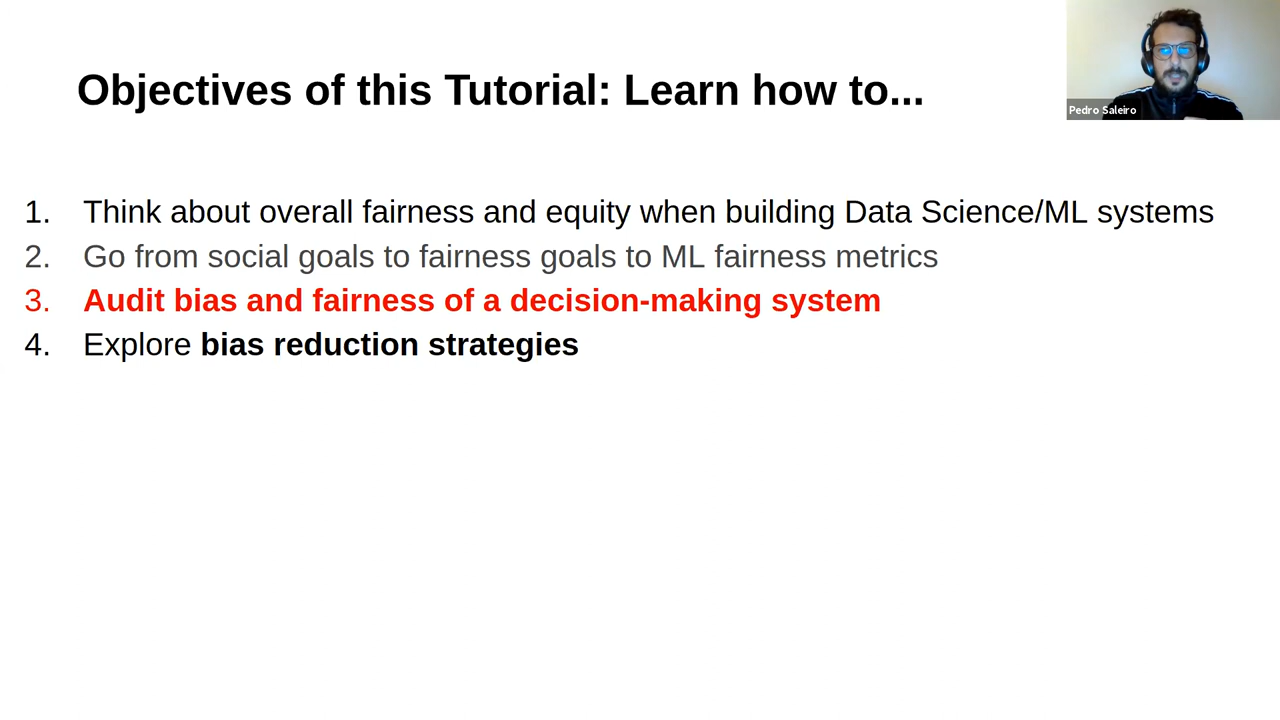 Objectives of this Tutorial: Learn how to...
Pedro Saleiro
1. Think about overall fairness and equity when building Data Science/ML systems
2. Go from social goals to fairness goals to ML fairness metrics
3. Audit bias and fairness of a decision-making system
4. Explore bias reduction strategies